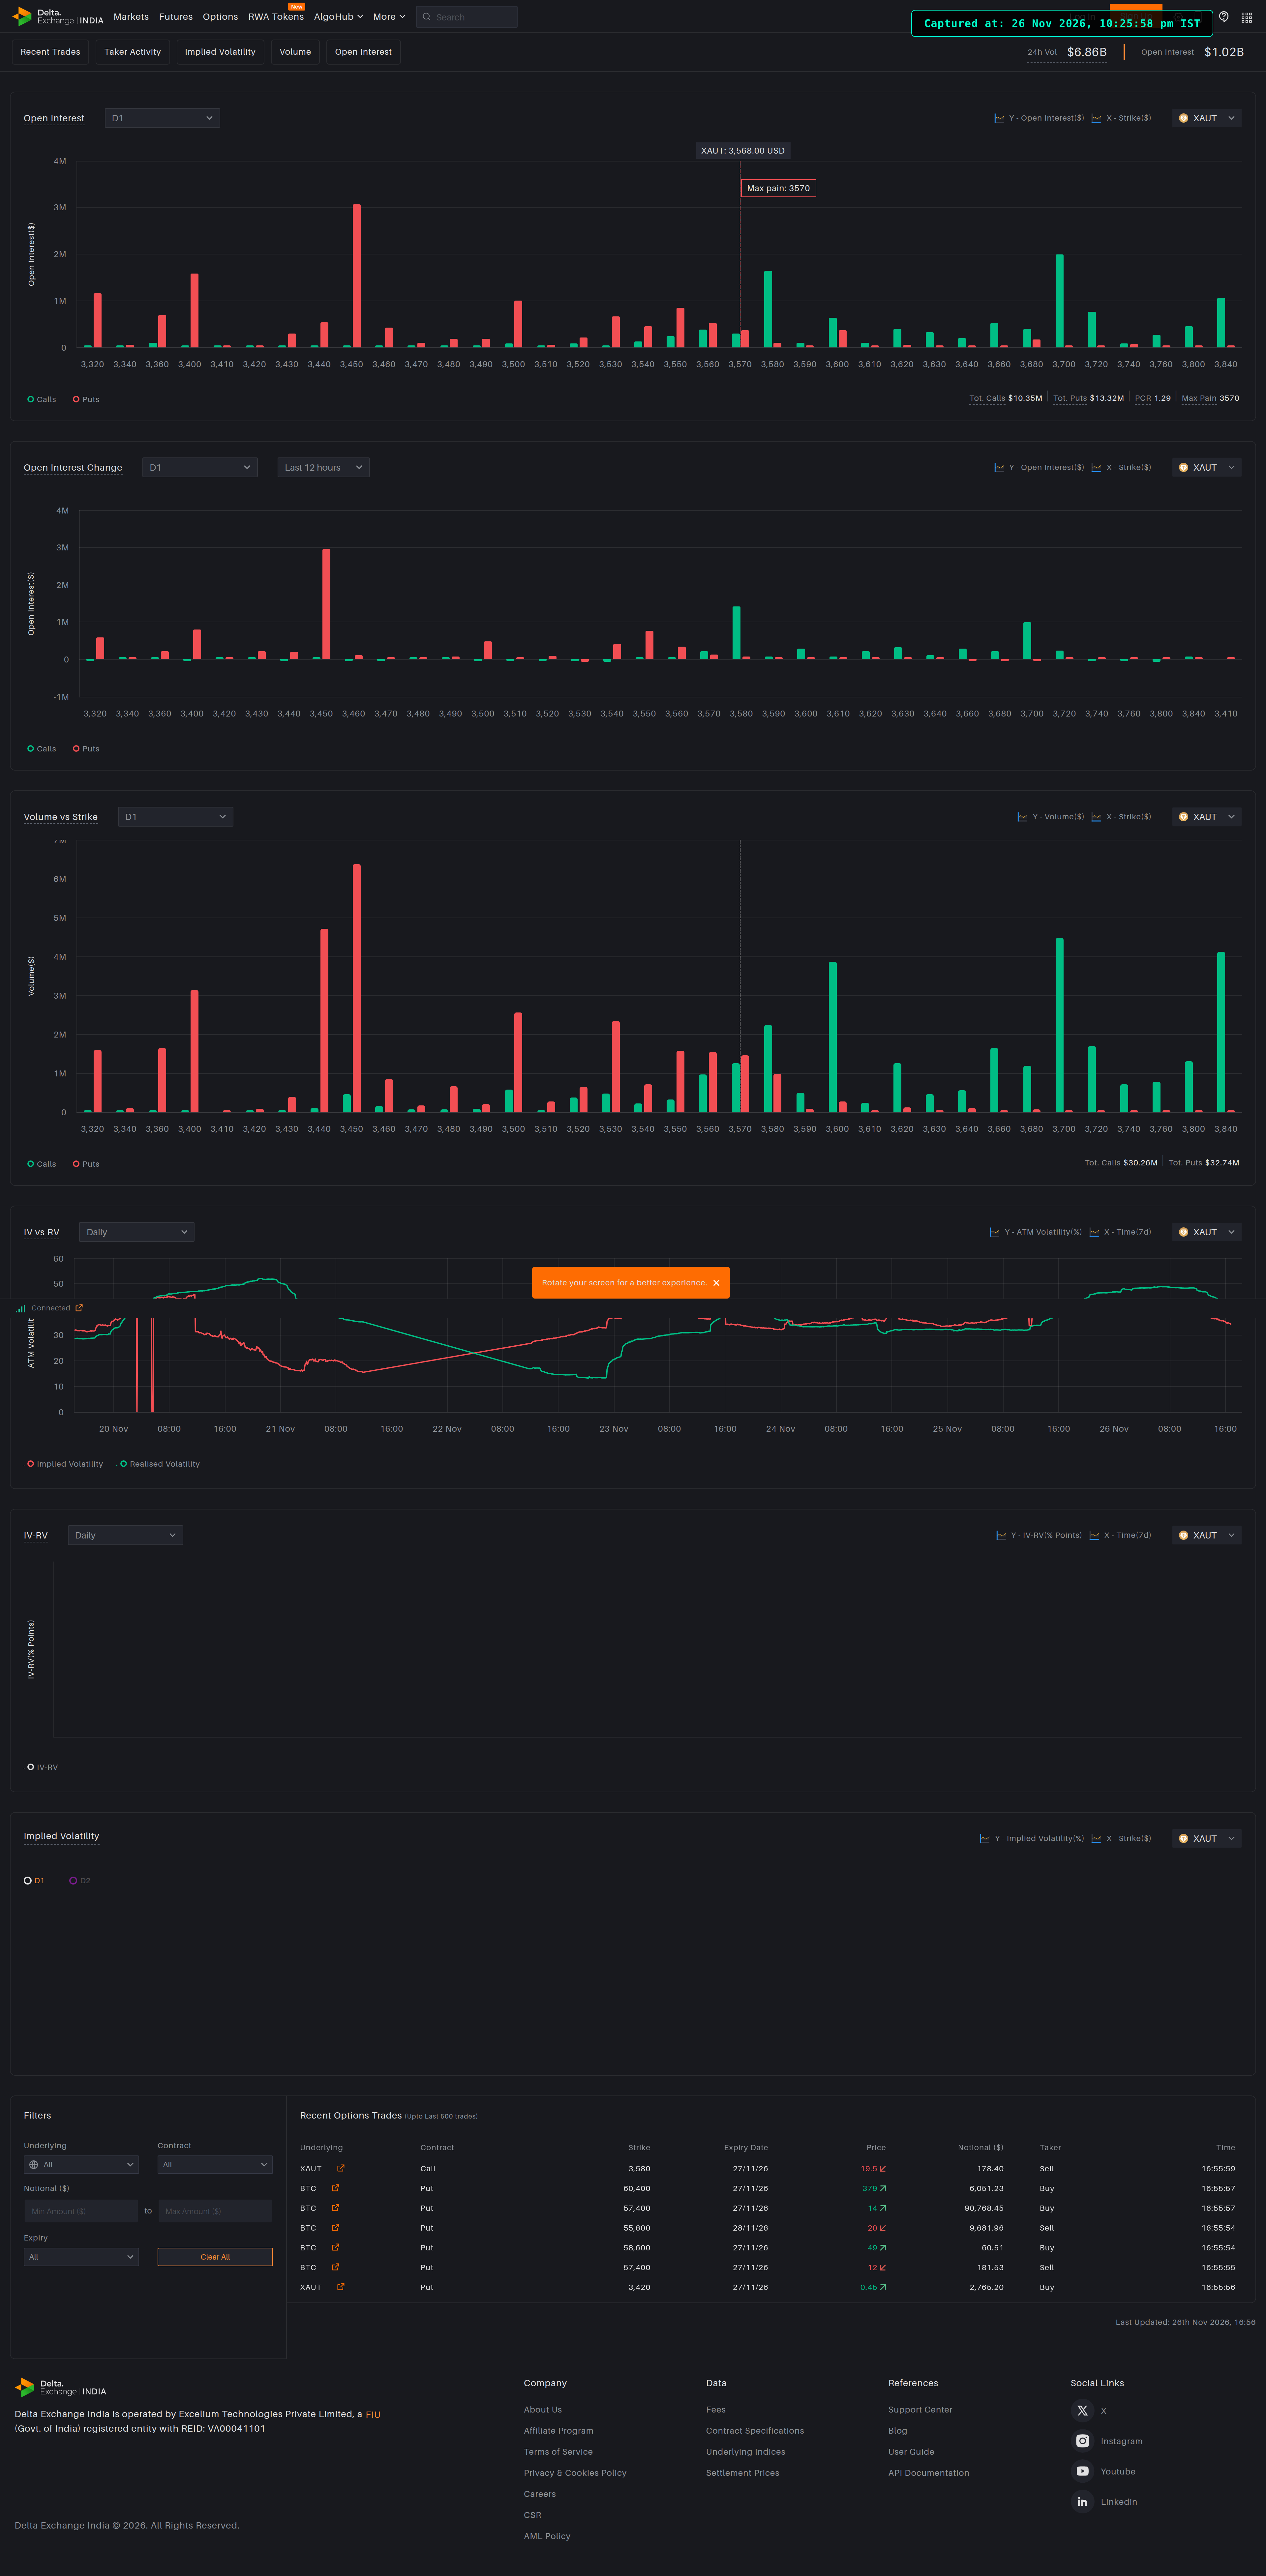 Delta. Exchange | INDIA Markets Futures Options RWA Tokens New AlgoHub More Search
Captured at: 26 Nov 2026, 10:25:58 pm IST
Recent Trades Taker Activity Implied Volatility Volume Open Interest 24h Vol $6.86B Open Interest $1.02B
Open Interest D1 Y - Open Interest($) X - Strike($) XAUT
XAUT: 3,568.00 USD
Max pain: 3570
4M
3M
2M
1M
0
Open Interest($)
3,320 3,340 3,360 3,400 3,410 3,420 3,430 3,440 3,450 3,460 3,470 3,480 3,490 3,500 3,510 3,520 3,530 3,540 3,550 3,560 3,570 3,580 3,590 3,600 3,610 3,620 3,630 3,640 3,660 3,680 3,700 3,720 3,740 3,760 3,800 3,840
Calls Puts Tot. Calls $10.35M Tot. Puts $13.32M PCR 1.29 Max Pain 3570
Open Interest Change D1 Last 12 hours Y - Open Interest($) X - Strike($) XAUT
4M
3M
2M
1M
0
-1M
Open Interest($)
3,320 3,340 3,360 3,400 3,420 3,430 3,440 3,450 3,460 3,470 3,480 3,490 3,500 3,510 3,520 3,530 3,540 3,550 3,560 3,570 3,580 3,590 3,600 3,610 3,620 3,630 3,640 3,660 3,680 3,700 3,720 3,740 3,760 3,800 3,840 3,410
Calls Puts
Volume vs Strike D1 Y - Volume($) X - Strike($) XAUT
7M
6M
5M
4M
3M
2M
1M
0
Volume($)
3,320 3,340 3,360 3,400 3,410 3,420 3,430 3,440 3,450 3,460 3,470 3,480 3,490 3,500 3,510 3,520 3,530 3,540 3,550 3,560 3,570 3,580 3,590 3,600 3,610 3,620 3,630 3,640 3,660 3,680 3,700 3,720 3,740 3,760 3,800 3,840
Calls Puts Tot. Calls $30.26M Tot. Puts $32.74M
IV vs RV Daily Y - ATM Volatility(%) X - Time(7d) XAUT
60
50
Rotate your screen for a better experience.
Connected
30
20
10
0
ATM Volatilit
20 Nov 08:00 16:00 21 Nov 08:00 16:00 22 Nov 08:00 16:00 23 Nov 08:00 16:00 24 Nov 08:00 16:00 25 Nov 08:00 16:00 26 Nov 08:00 16:00
Implied Volatility Realised Volatility
IV-RV Daily Y - IV-RV(% Points) X - Time(7d) XAUT
IV-RV(% Points)
IV-RV
Implied Volatility Y - Implied Volatility(%) X - Strike($) XAUT
D1 D2
Filters
Underlying Contract
All All
Notional ($)
Min Amount ($) to Max Amount ($)
Expiry
All Clear All
Recent Options Trades (Upto Last 500 trades)
Underlying Contract Strike Expiry Date Price Notional ($) Taker Time
XAUT Call 3,580 27/11/26 19.5 178.40 Sell 16:55:59
BTC Put 60,400 27/11/26 379 6,051.23 Buy 16:55:57
BTC Put 57,400 27/11/26 14 90,768.45 Buy 16:55:57
BTC Put 55,600 28/11/26 20 9,681.96 Sell 16:55:54
BTC Put 58,600 27/11/26 49 60.51 Buy 16:55:54
BTC Put 57,400 27/11/26 12 181.53 Sell 16:55:55
XAUT Put 3,420 27/11/26 0.45 2,765.20 Buy 16:55:56
Last Updated: 26th Nov 2026, 16:56
Delta. Exchange | INDIA
Delta Exchange India is operated by Excelium Technologies Private Limited, a FIU
(Govt. of India) registered entity with REID: VA00041101
Delta Exchange India © 2026. All Rights Reserved.
Company
About Us
Affiliate Program
Terms of Service
Privacy & Cookies Policy
Careers
CSR
AML Policy
Data
Fees
Contract Specifications
Underlying Indices
Settlement Prices
References
Support Center
Blog
User Guide
API Documentation
Social Links
X
Instagram
Youtube
Linkedin